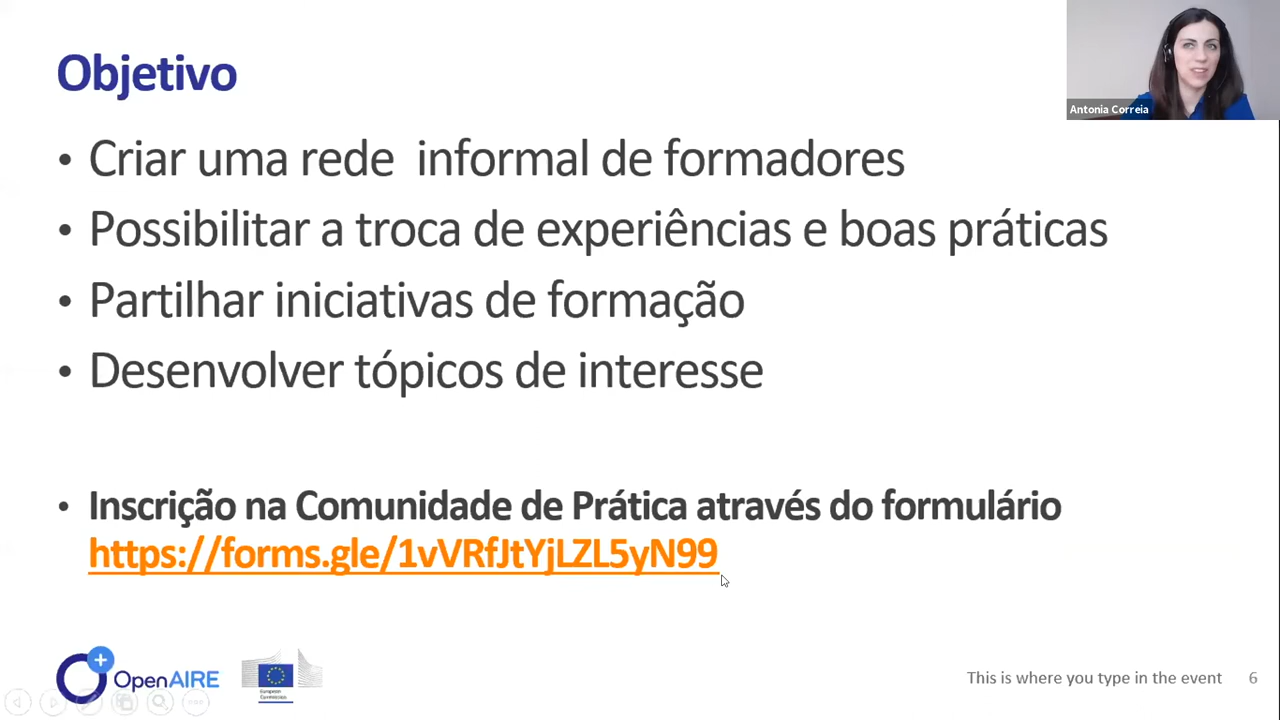 Objetivo
Antonia Correia
• Criar uma rede informal de formadores
• Possibilitar a troca de experiências e boas práticas
• Partilhar iniciativas de formação
• Desenvolver tópicos de interesse
• Inscrição na Comunidade de Prática através do formulário
https://forms.gle/1vVRfJtYjLZL5yN99
OpenAIRE
European
Commission
This is where you type in the event 6